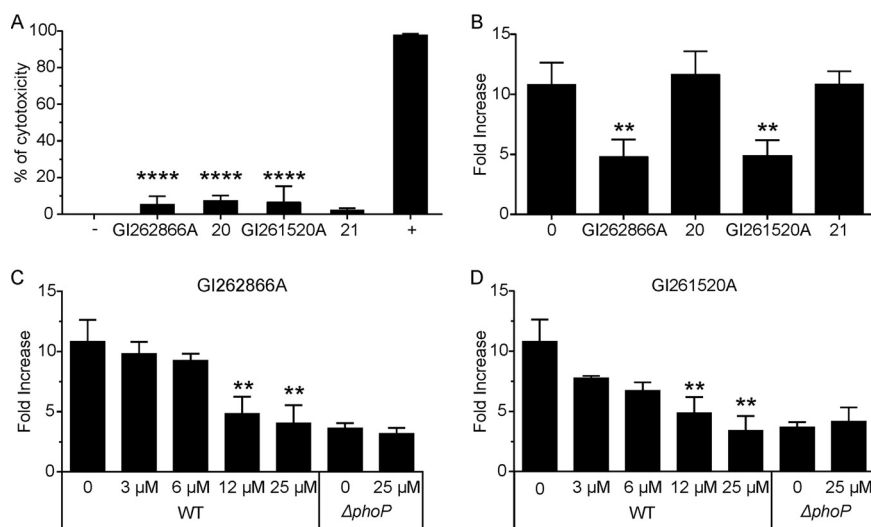 A
% of cytotoxicity
100
80
60
40
20
0
**** **** ****
- GI262866A 20 GI261520A 21 +
B
Fold Increase
15
10
5
0
** **
0 GI262866A 20 GI261520A 21
C
GI262866A
Fold Increase
15
10
5
0
** **
0 3 µM 6 µM 12 µM 25 µM 0 25 µM
WT ΔphoP
D
GI261520A
Fold Increase
15
10
5
0
** **
0 3 µM 6 µM 12 µM 25 µM 0 25 µM
WT ΔphoP